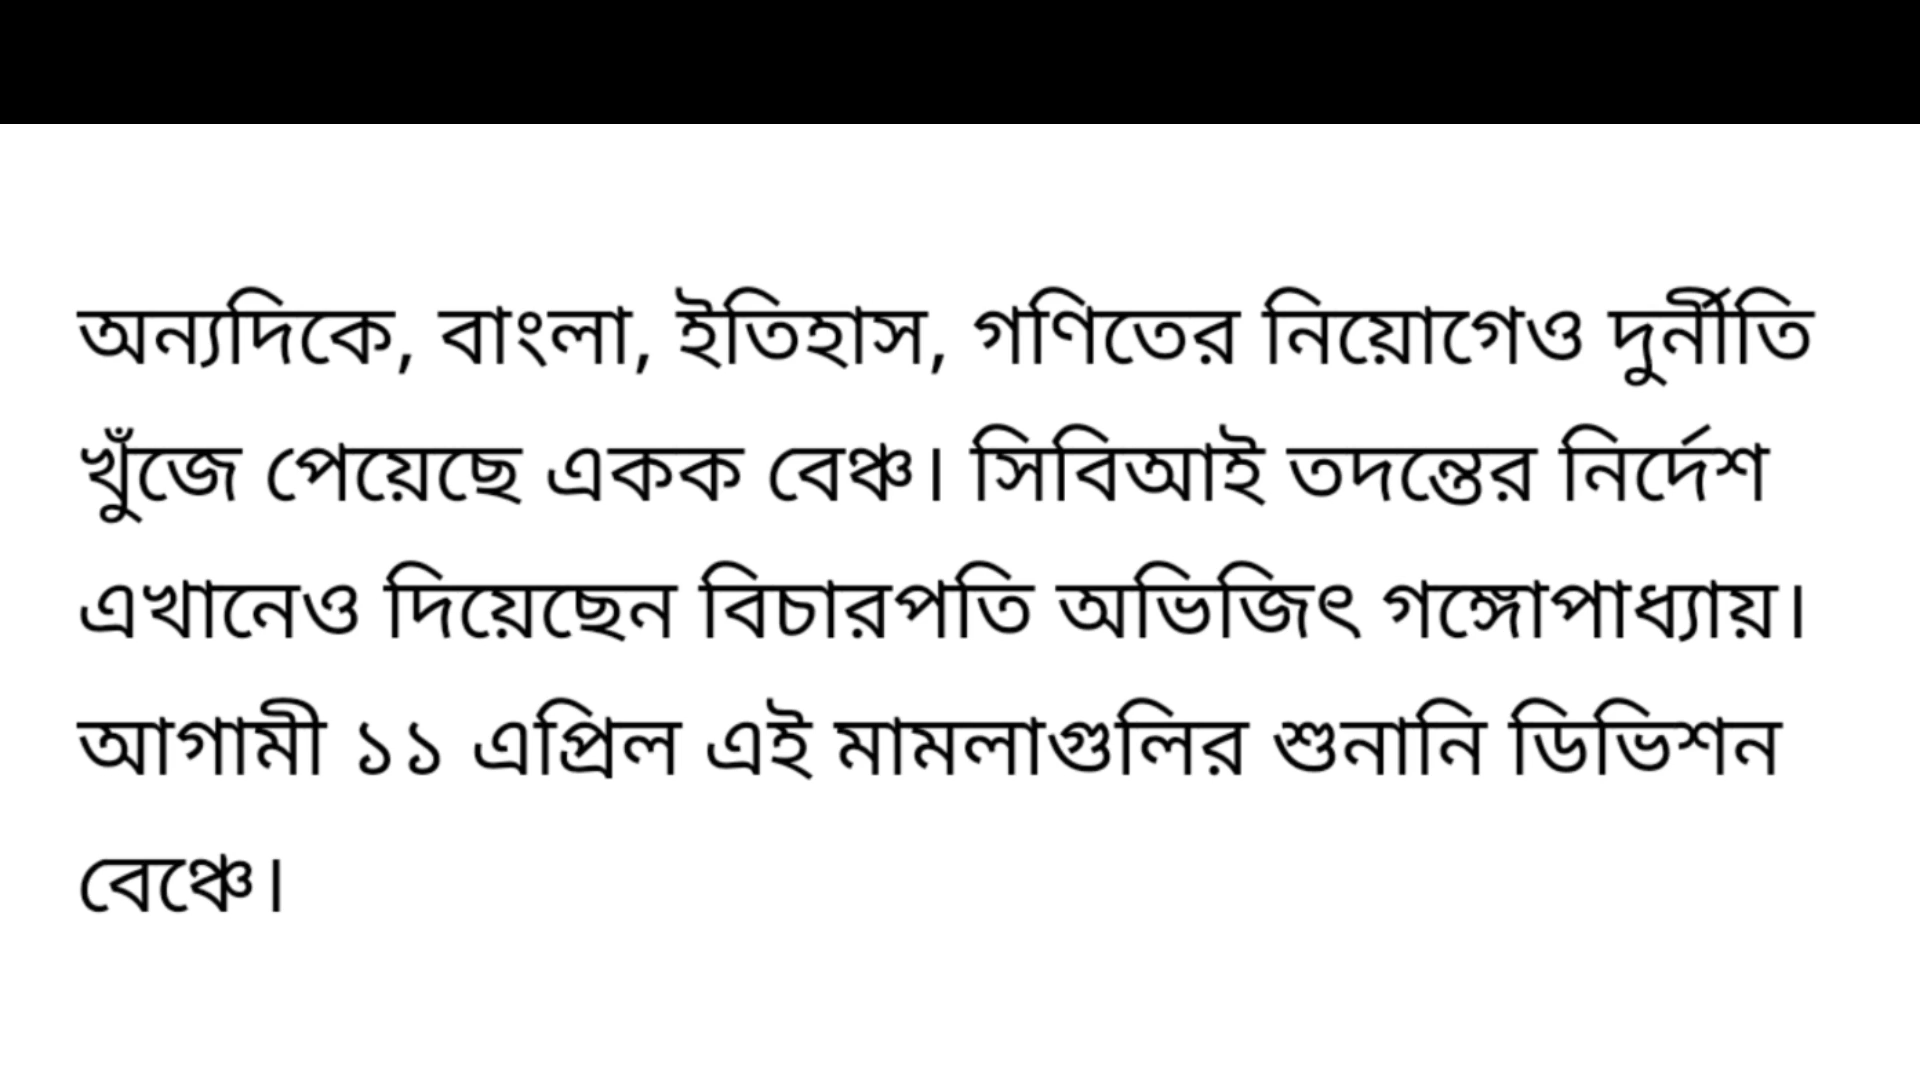 অন্যদিকে, বাংলা, ইতিহাস, গণিতের নিয়োগেও দুর্নীতি
খুঁজে পেয়েছে একক বেঞ্চ। সিবিআই তদন্তের নির্দেশ
এখানেও দিয়েছেন বিচারপতি অভিজিৎ গঙ্গোপাধ্যায়।
আগামী ১১ এপ্রিল এই মামলাগুলির শুনানি ডিভিশন
বেঞ্চে।